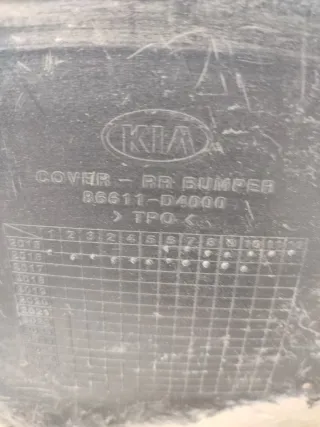 KIA
COVER - RR BUMPER
86611-D4000
> TPO <
1 2 3 4 5 6 7 8 9 10 11 12
2015
2016
2017